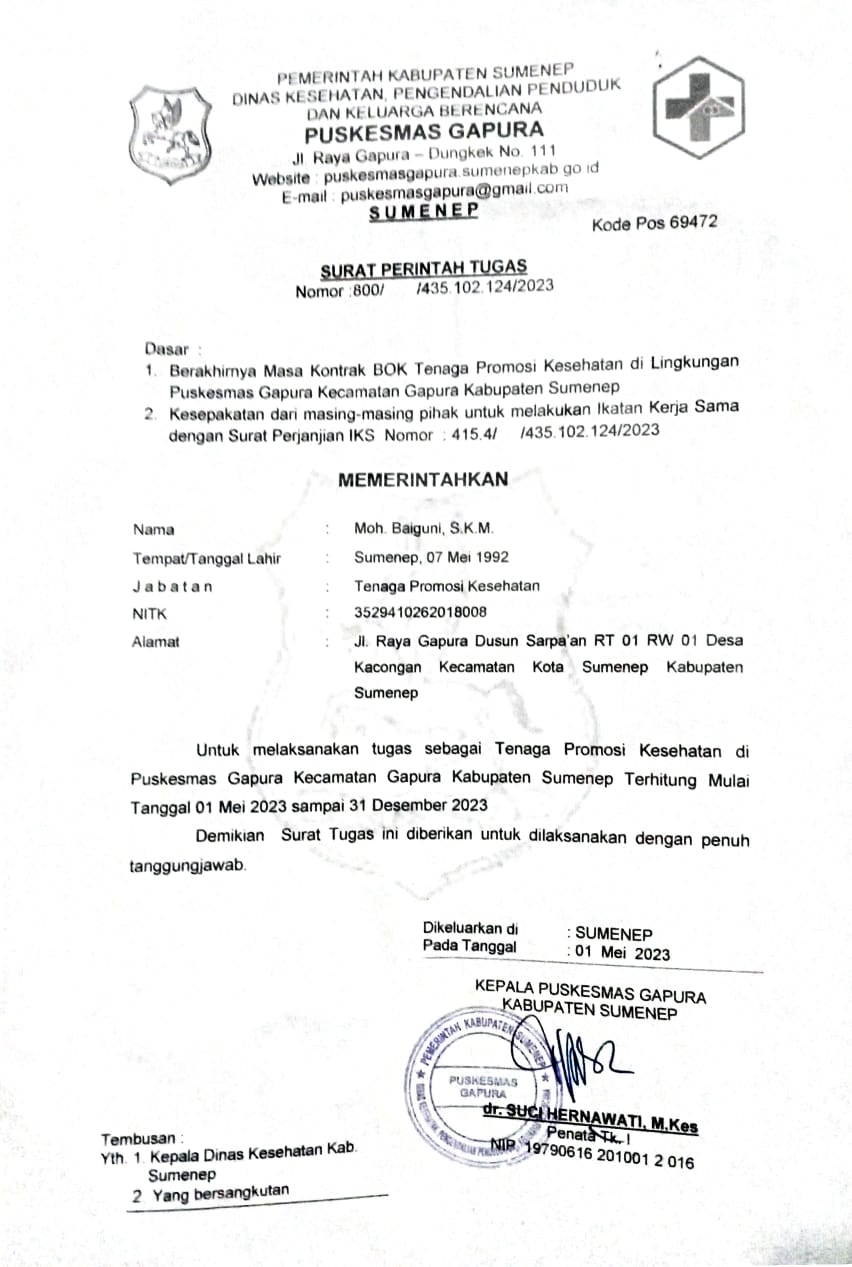 PEMERINTAH KABUPATEN SUMENEP
DINAS KESEHATAN, PENGENDALIAN PENDUDUK
DAN KELUARGA BERENCANA
PUSKESMAS GAPURA
Jl. Raya Gapura – Dungkek No. 111
Website : puskesmasgapura.sumenepkab.go.id
E-mail : puskesmasgapura@gmail.com
SUMENEP
Kode Pos 69472
SURAT PERINTAH TUGAS
Nomor :800/ /435.102.124/2023
Dasar :
1. Berakhirnya Masa Kontrak BOK Tenaga Promosi Kesehatan di Lingkungan
Puskesmas Gapura Kecamatan Gapura Kabupaten Sumenep
2. Kesepakatan dari masing-masing pihak untuk melakukan Ikatan Kerja Sama
dengan Surat Perjanjian IKS Nomor : 415.4/ /435.102.124/2023
MEMERINTAHKAN
Nama : Moh. Baiguni, S.K.M.
Tempat/Tanggal Lahir : Sumenep, 07 Mei 1992
J a b a t a n : Tenaga Promosi Kesehatan
NITK : 3529410262018008
Alamat : Jl. Raya Gapura Dusun Sarpa'an RT 01 RW 01 Desa
Kacongan Kecamatan Kota Sumenep Kabupaten
Sumenep
Untuk melaksanakan tugas sebagai Tenaga Promosi Kesehatan di
Puskesmas Gapura Kecamatan Gapura Kabupaten Sumenep Terhitung Mulai
Tanggal 01 Mei 2023 sampai 31 Desember 2023
Demikian Surat Tugas ini diberikan untuk dilaksanakan dengan penuh
tanggungjawab.
Dikeluarkan di : SUMENEP
Pada Tanggal : 01 Mei 2023
KEPALA PUSKESMAS GAPURA
KABUPATEN SUMENEP
PEMERINTAH KABUPATEN SUMENEP
PUSKESMAS
GAPURA
dr. SUCI HERNAWATI, M.Kes
Penata Tk. I
NIP. 19790616 201001 2 016
Tembusan :
Yth. 1. Kepala Dinas Kesehatan Kab.
Sumenep
2 Yang bersangkutan